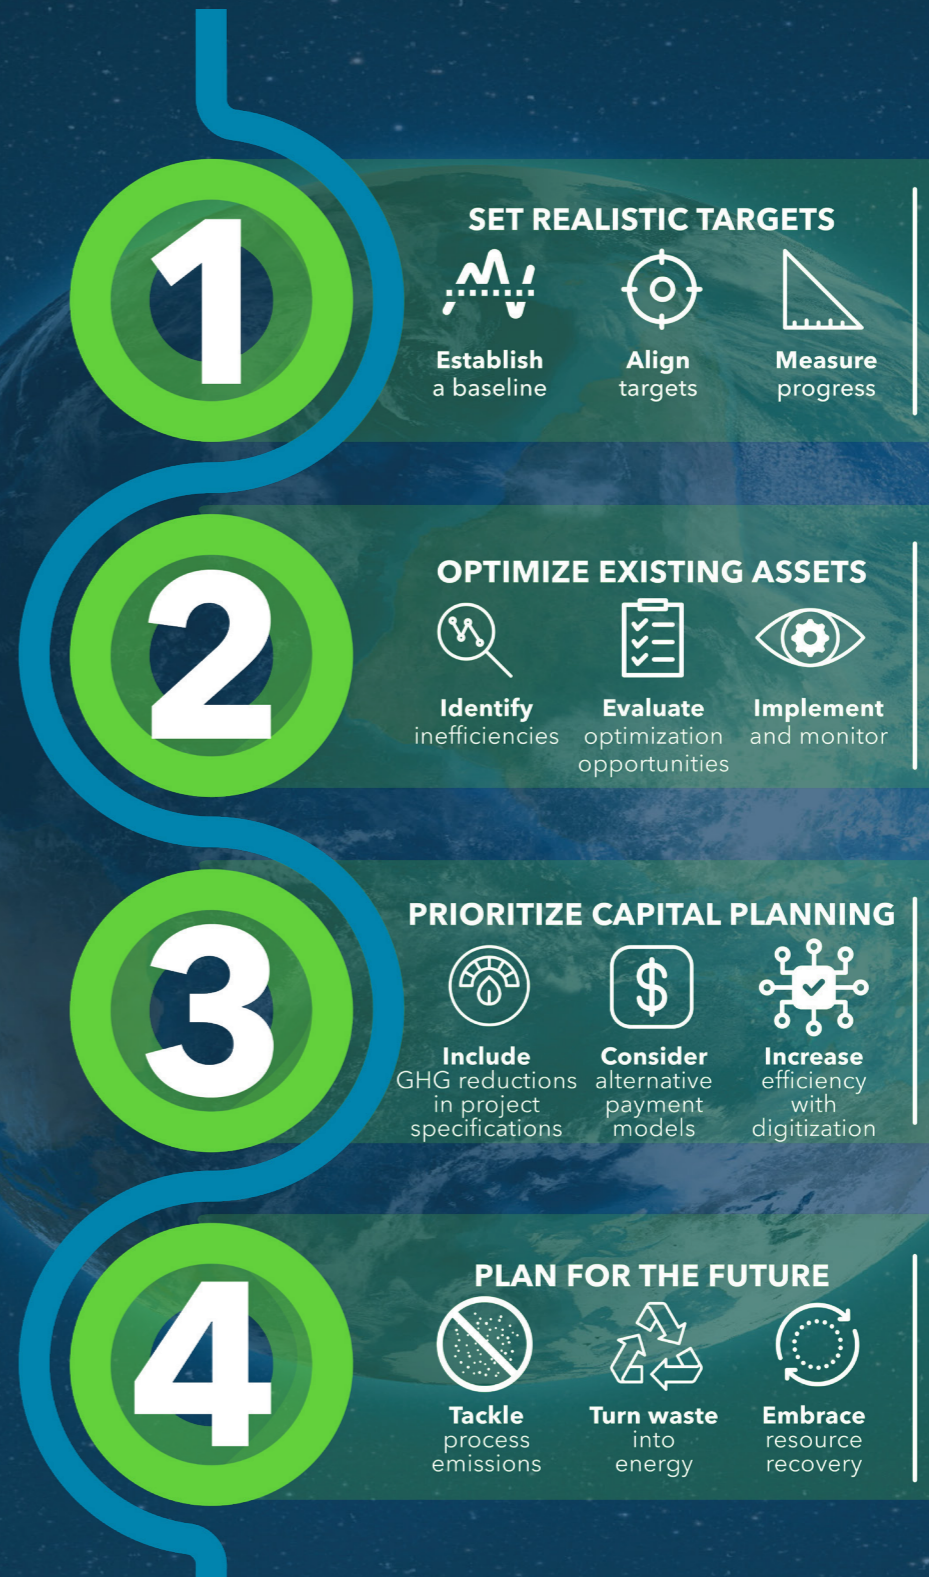 1
SET REALISTIC TARGETS
Establish
a baseline
Align
targets
Measure
progress
2
OPTIMIZE EXISTING ASSETS
Identify
inefficiencies
Evaluate
optimization
opportunities
Implement
and monitor
3
PRIORITIZE CAPITAL PLANNING
Include
GHG reductions
in project
specifications
$
Consider
alternative
payment
models
Increase
efficiency
with
digitization
4
PLAN FOR THE FUTURE
Tackle
process
emissions
Turn waste
into
energy
Embrace
resource
recovery